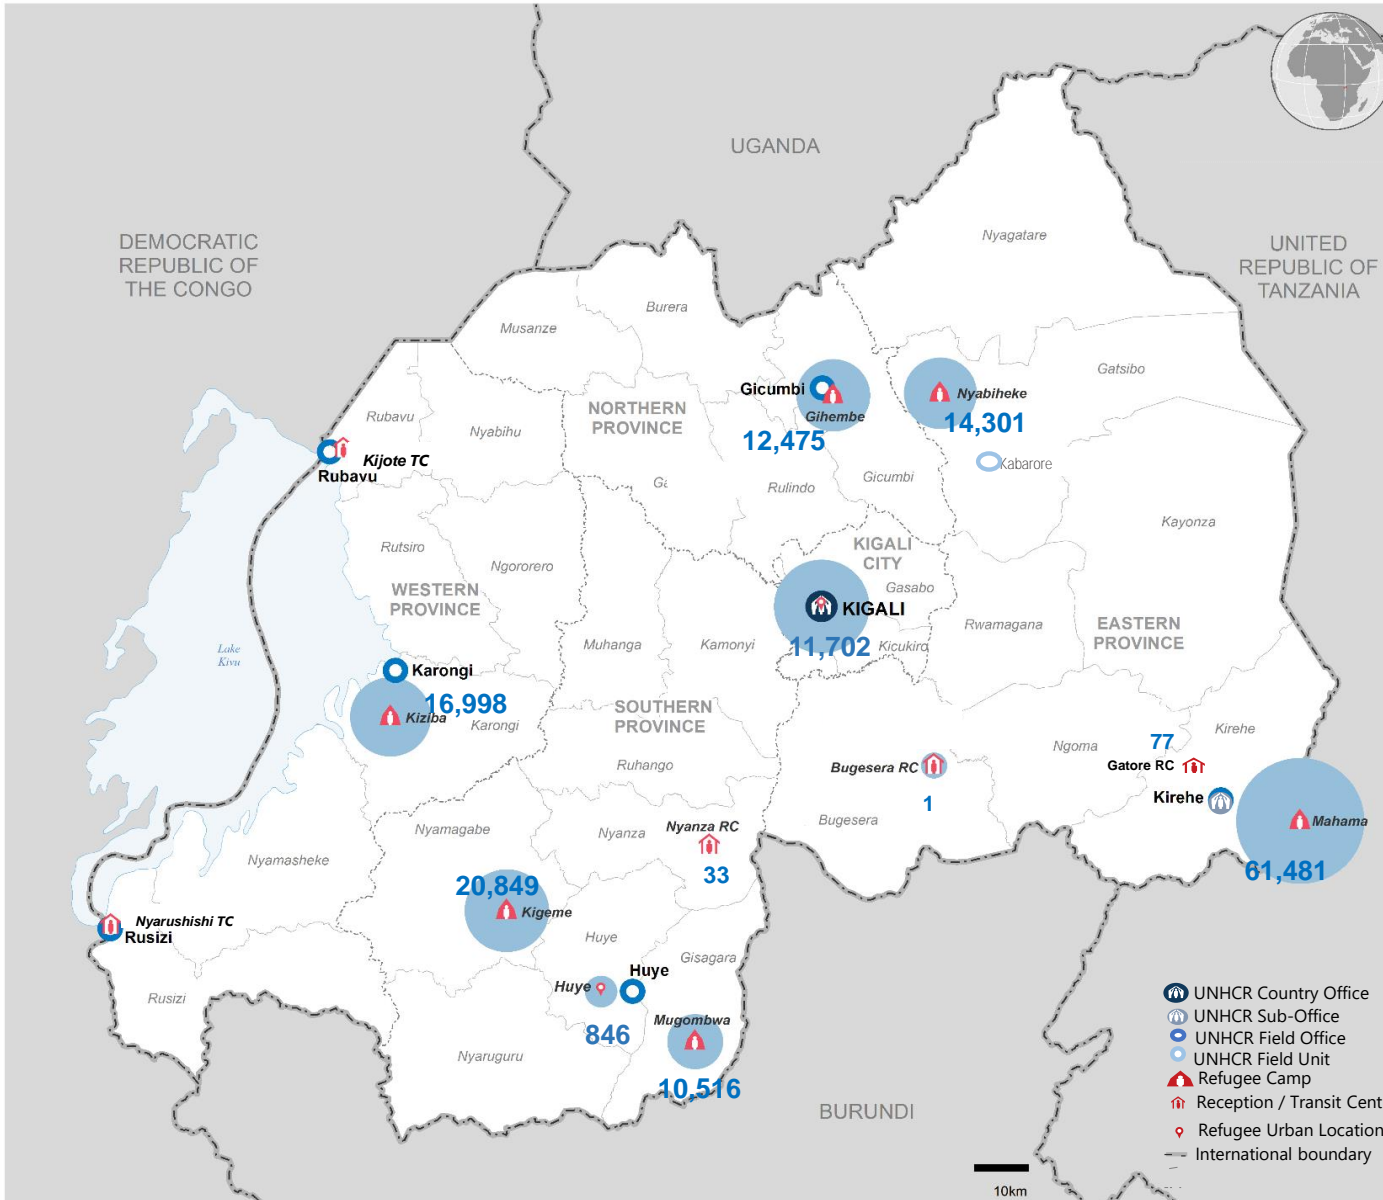 UGANDA
DEMOCRATIC
REPUBLIC OF
THE CONGO
UNITED
REPUBLIC OF
TANZANIA
Nyagatare
Burera
Musanze
Gatsibo
Gicumbi
Gihembe
12,475
Nyabiheke
14,301
Kabarore
NORTHERN
PROVINCE
Rubavu
Nyabihu
Kijote TC
Rubavu
Rulindo
Gicumbi
Kayonza
Rutsiro
Ngororero
WESTERN
PROVINCE
KIGALI
CITY
Gasabo
KIGALI
11,702
Kicukiro
Rwamagana
EASTERN
PROVINCE
Muhanga
Kamonyi
Lake
Kivu
Karongi
16,998
Kiziba
Karongi
SOUTHERN
PROVINCE
Ruhango
Ngoma
Kirehe
77
Gatore RC
Kirehe
Mahama
61,481
Bugesera RC
1
Bugesera
Nyamagabe
Nyanza
Nyanza RC
33
Nyamasheke
20,849
Kigeme
Nyarushishi TC
Rusizi
Rusizi
Huye
Gisagara
Huye
Huye
846
Mugombwa
10,516
Nyaruguru
BURUNDI
UNHCR Country Office
UNHCR Sub-Office
UNHCR Field Office
UNHCR Field Unit
Refugee Camp
Reception / Transit Cent
Refugee Urban Location
International boundary
10km